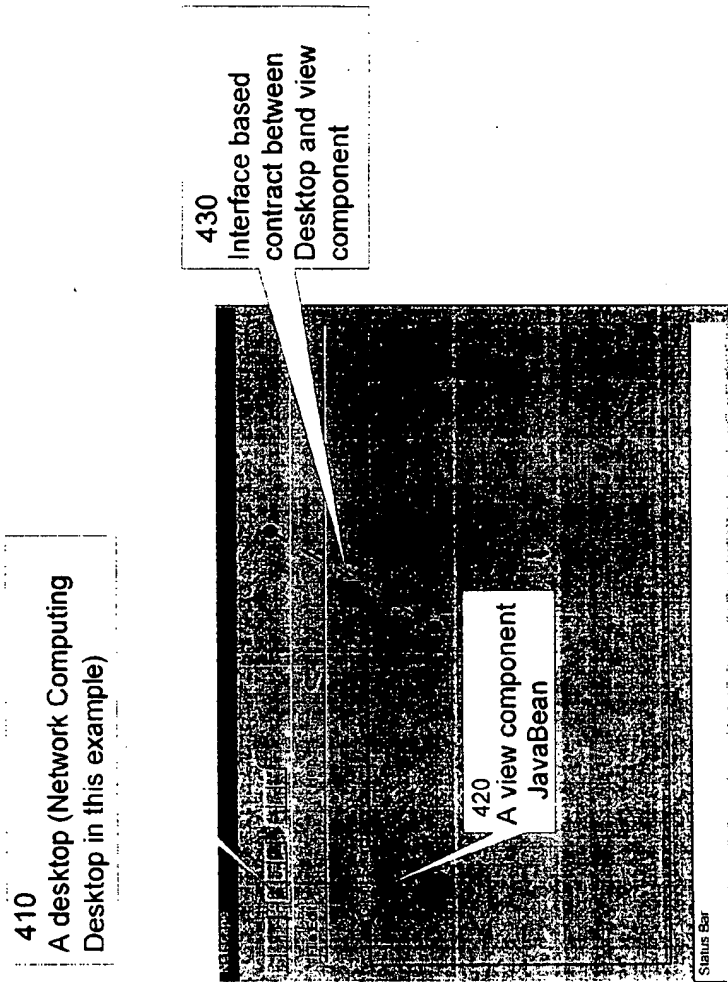 410
A desktop (Network Computing
Desktop in this example)
430
Interface based
contract between
Desktop and view
component
420
A view component
JavaBean
Status Bar